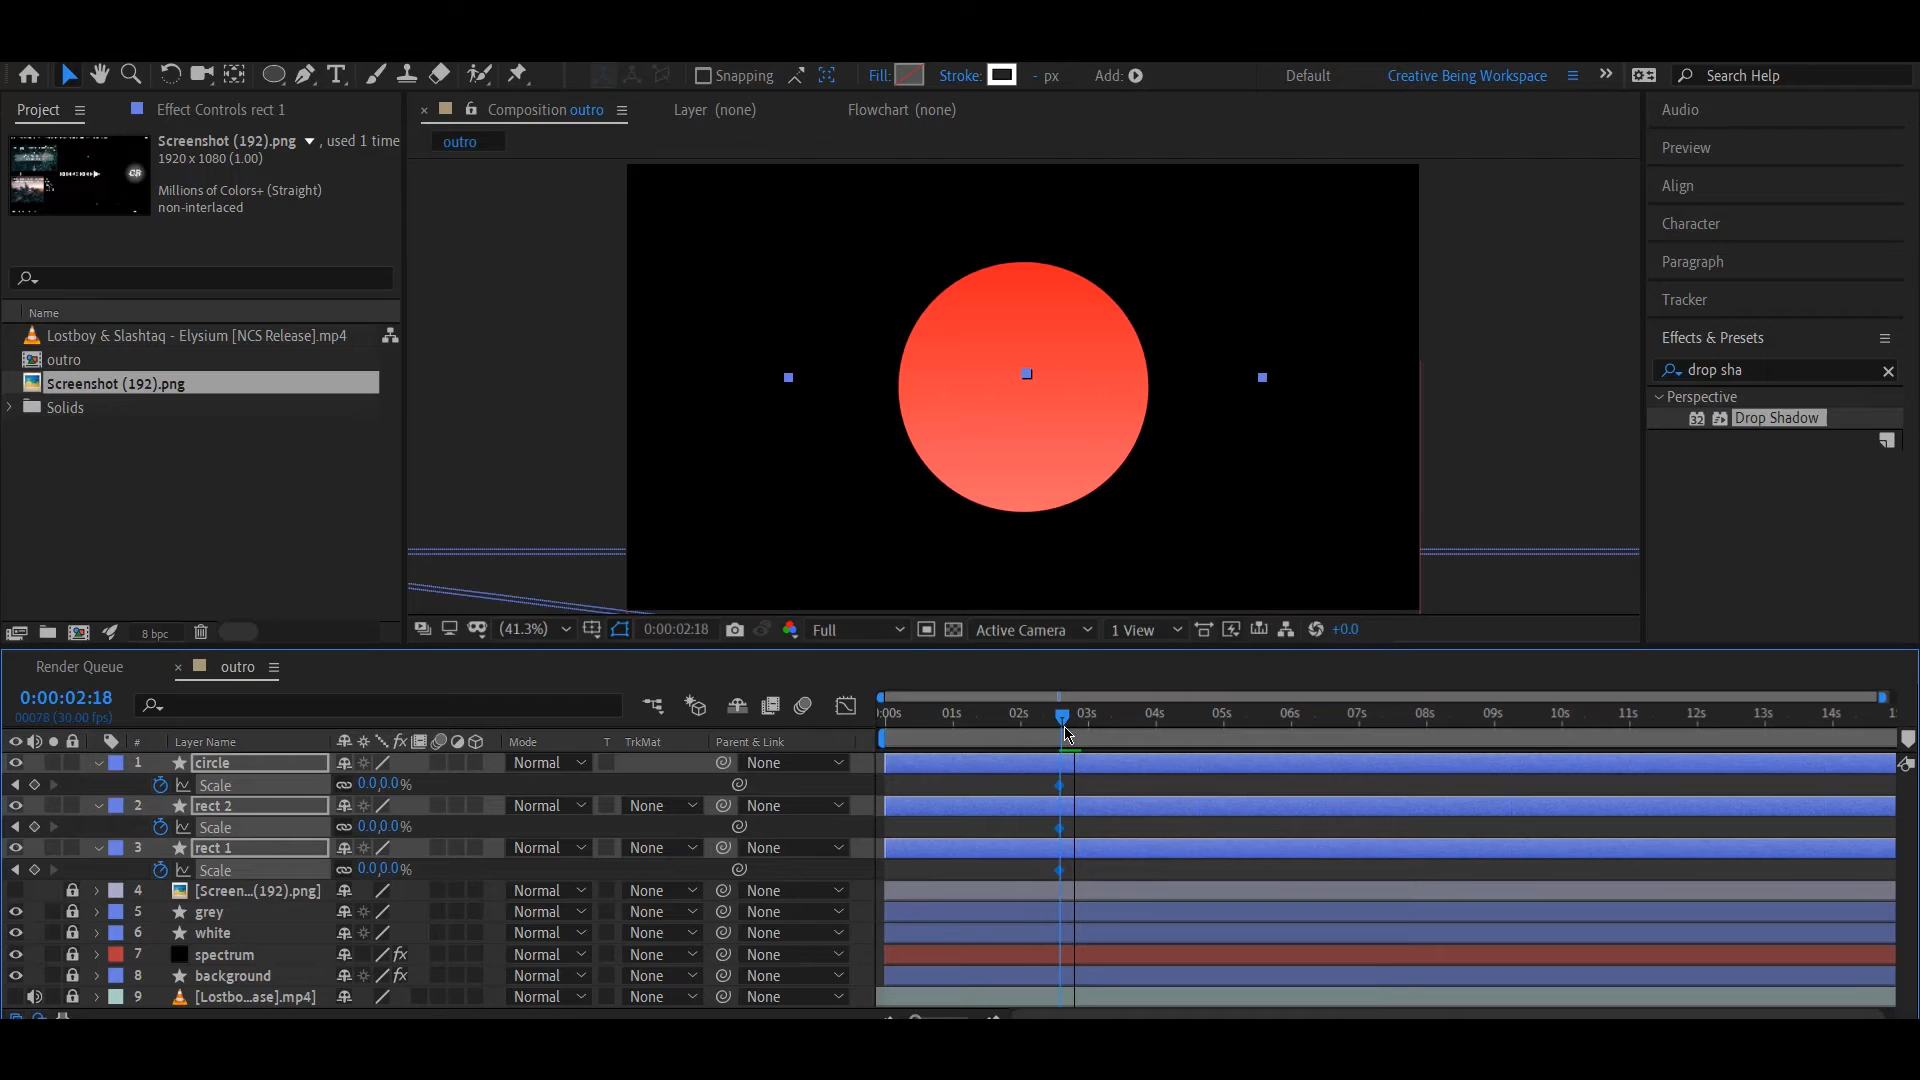 Snapping
Fill:
Stroke:
- px
Add:
Default
Creative Being Workspace
Search Help
Project
Effect Controls rect 1
Composition outro
Layer (none)
Flowchart (none)
Screenshot (192).png
, used 1 time
1920 x 1080 (1.00)
Millions of Colors+ (Straight)
non-interlaced
outro
Name
Lostboy & Slashtaq - Elysium [NCS Release].mp4
outro
Screenshot (192).png
Solids
Audio
Preview
Align
Character
Paragraph
Tracker
Effects & Presets
drop sha
Perspective
32
Drop Shadow
8 bpc
(41.3%)
0:00:02:18
Full
Active Camera
1 View
+0.0
Render Queue
outro
0:00:02:18
00078 (30.00 fps)
:00s 01s 02s 03s 04s 05s 06s 07s 08s 09s 10s 11s 12s 13s 14s 1
# Layer Name Mode T TrkMat Parent & Link
1 circle Normal None
Scale 0.0,0.0%
2 rect 2 Normal None None
Scale 0.0,0.0%
3 rect 1 Normal None None
Scale 0.0,0.0%
4 [Screen...(192).png] Normal None None
5 grey Normal None None
6 white Normal None None
7 spectrum fx Normal None None
8 background fx Normal None None
9 [Lostbo...ase].mp4] Normal None None